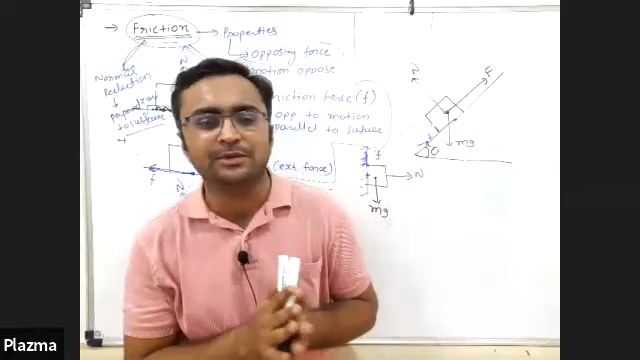 → Friction → Properties
→ Opposing force
motion oppose
Normal
Reaction
friction force (f)
opp to motion
parallel to
to surface
(ext force)
f
f
N
mg
N
F
mg
θ
Plazma